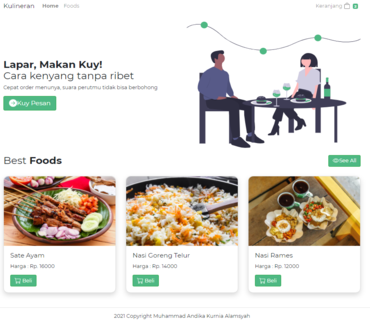 Kulineran Home Foods Keranjang 0
Lapar, Makan Kuy!
Cara kenyang tanpa ribet
Cepat order menunya, suara perutmu tidak bisa berbohong
Kuy Pesan
Best Foods See All
Sate Ayam
Harga : Rp. 16000
Beli
Nasi Goreng Telur
Harga : Rp. 14000
Beli
Nasi Rames
Harga : Rp. 12000
Beli
2021 Copyright Muhammad Andika Kurnia Alamsyah